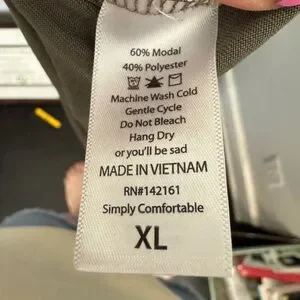 60% Modal
40% Polyester
Machine Wash Cold
Gentle Cycle
Do Not Bleach
Hang Dry
or you'll be sad
MADE IN VIETNAM
RN#142161
Simply Comfortable
XL